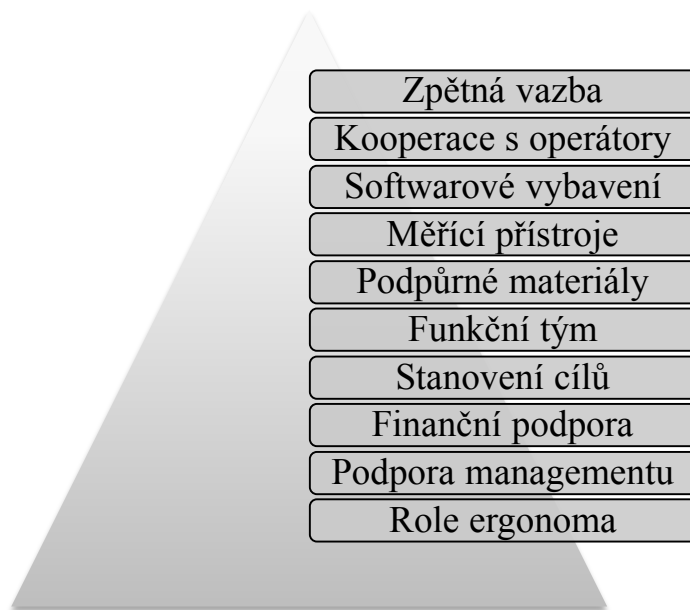 Zpětná vazba
Kooperace s operátory
Softwarové vybavení
Měřící přístroje
Podpůrné materiály
Funkční tým
Stanovení cílů
Finanční podpora
Podpora managementu
Role ergonoma